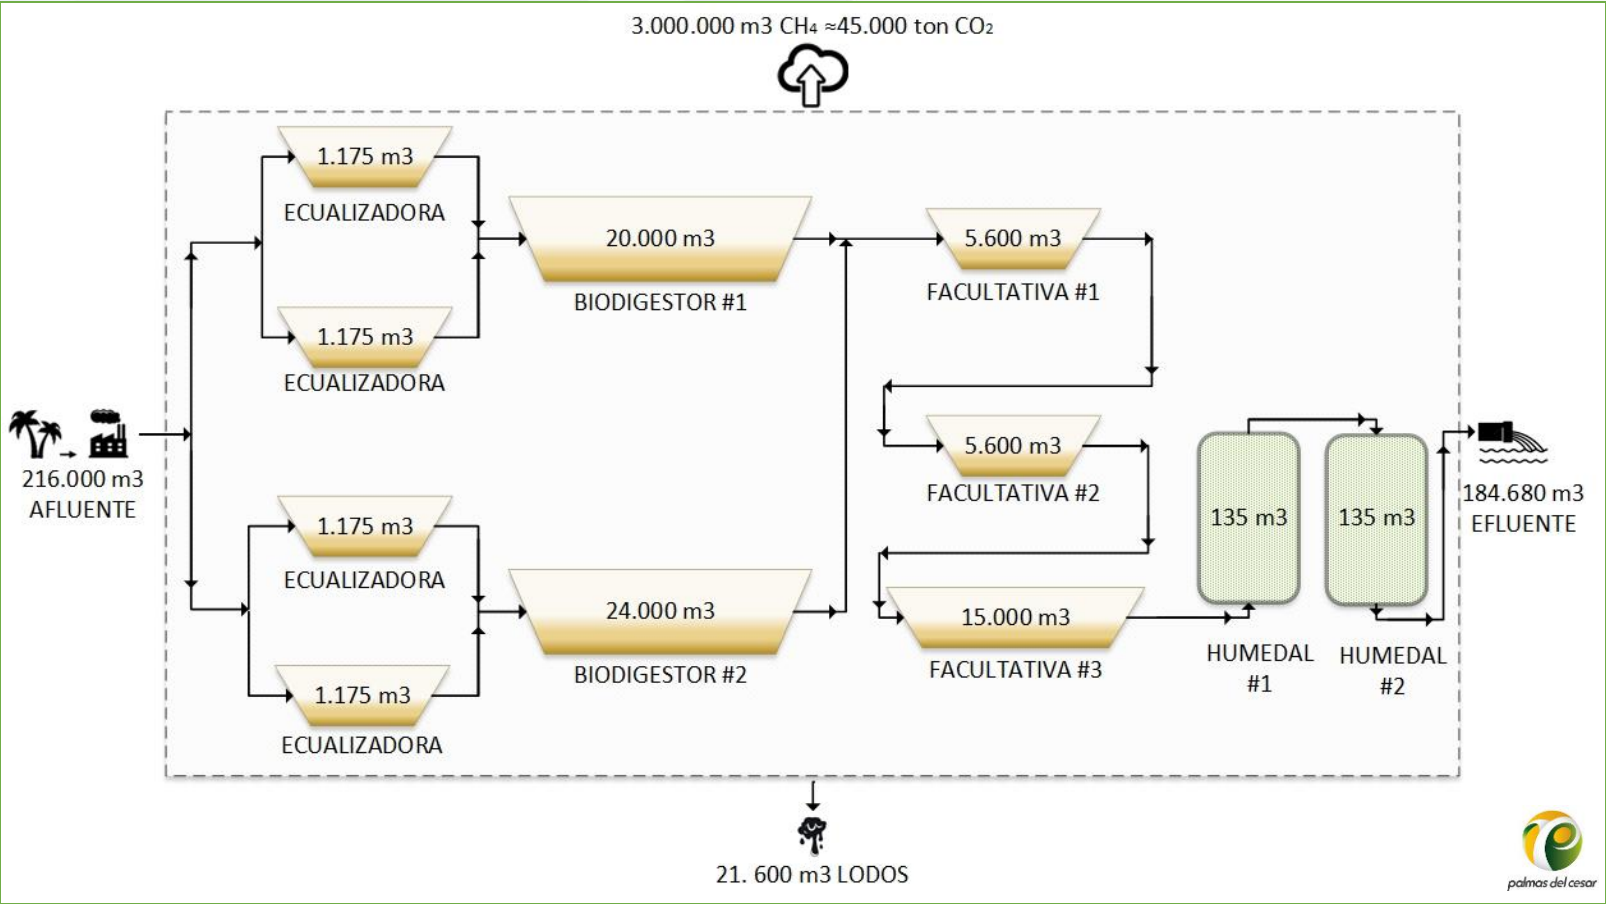 3.000.000 m3 CH₄ ≈45.000 ton CO₂
1.175 m3
ECUALIZADORA
1.175 m3
ECUALIZADORA
20.000 m3
BIODIGESTOR #1
5.600 m3
FACULTATIVA #1
216.000 m3
AFLUENTE
5.600 m3
FACULTATIVA #2
1.175 m3
ECUALIZADORA
1.175 m3
ECUALIZADORA
24.000 m3
BIODIGESTOR #2
15.000 m3
FACULTATIVA #3
135 m3
HUMEDAL
#1
135 m3
HUMEDAL
#2
184.680 m3
EFLUENTE
21. 600 m3 LODOS
palmas del cesar